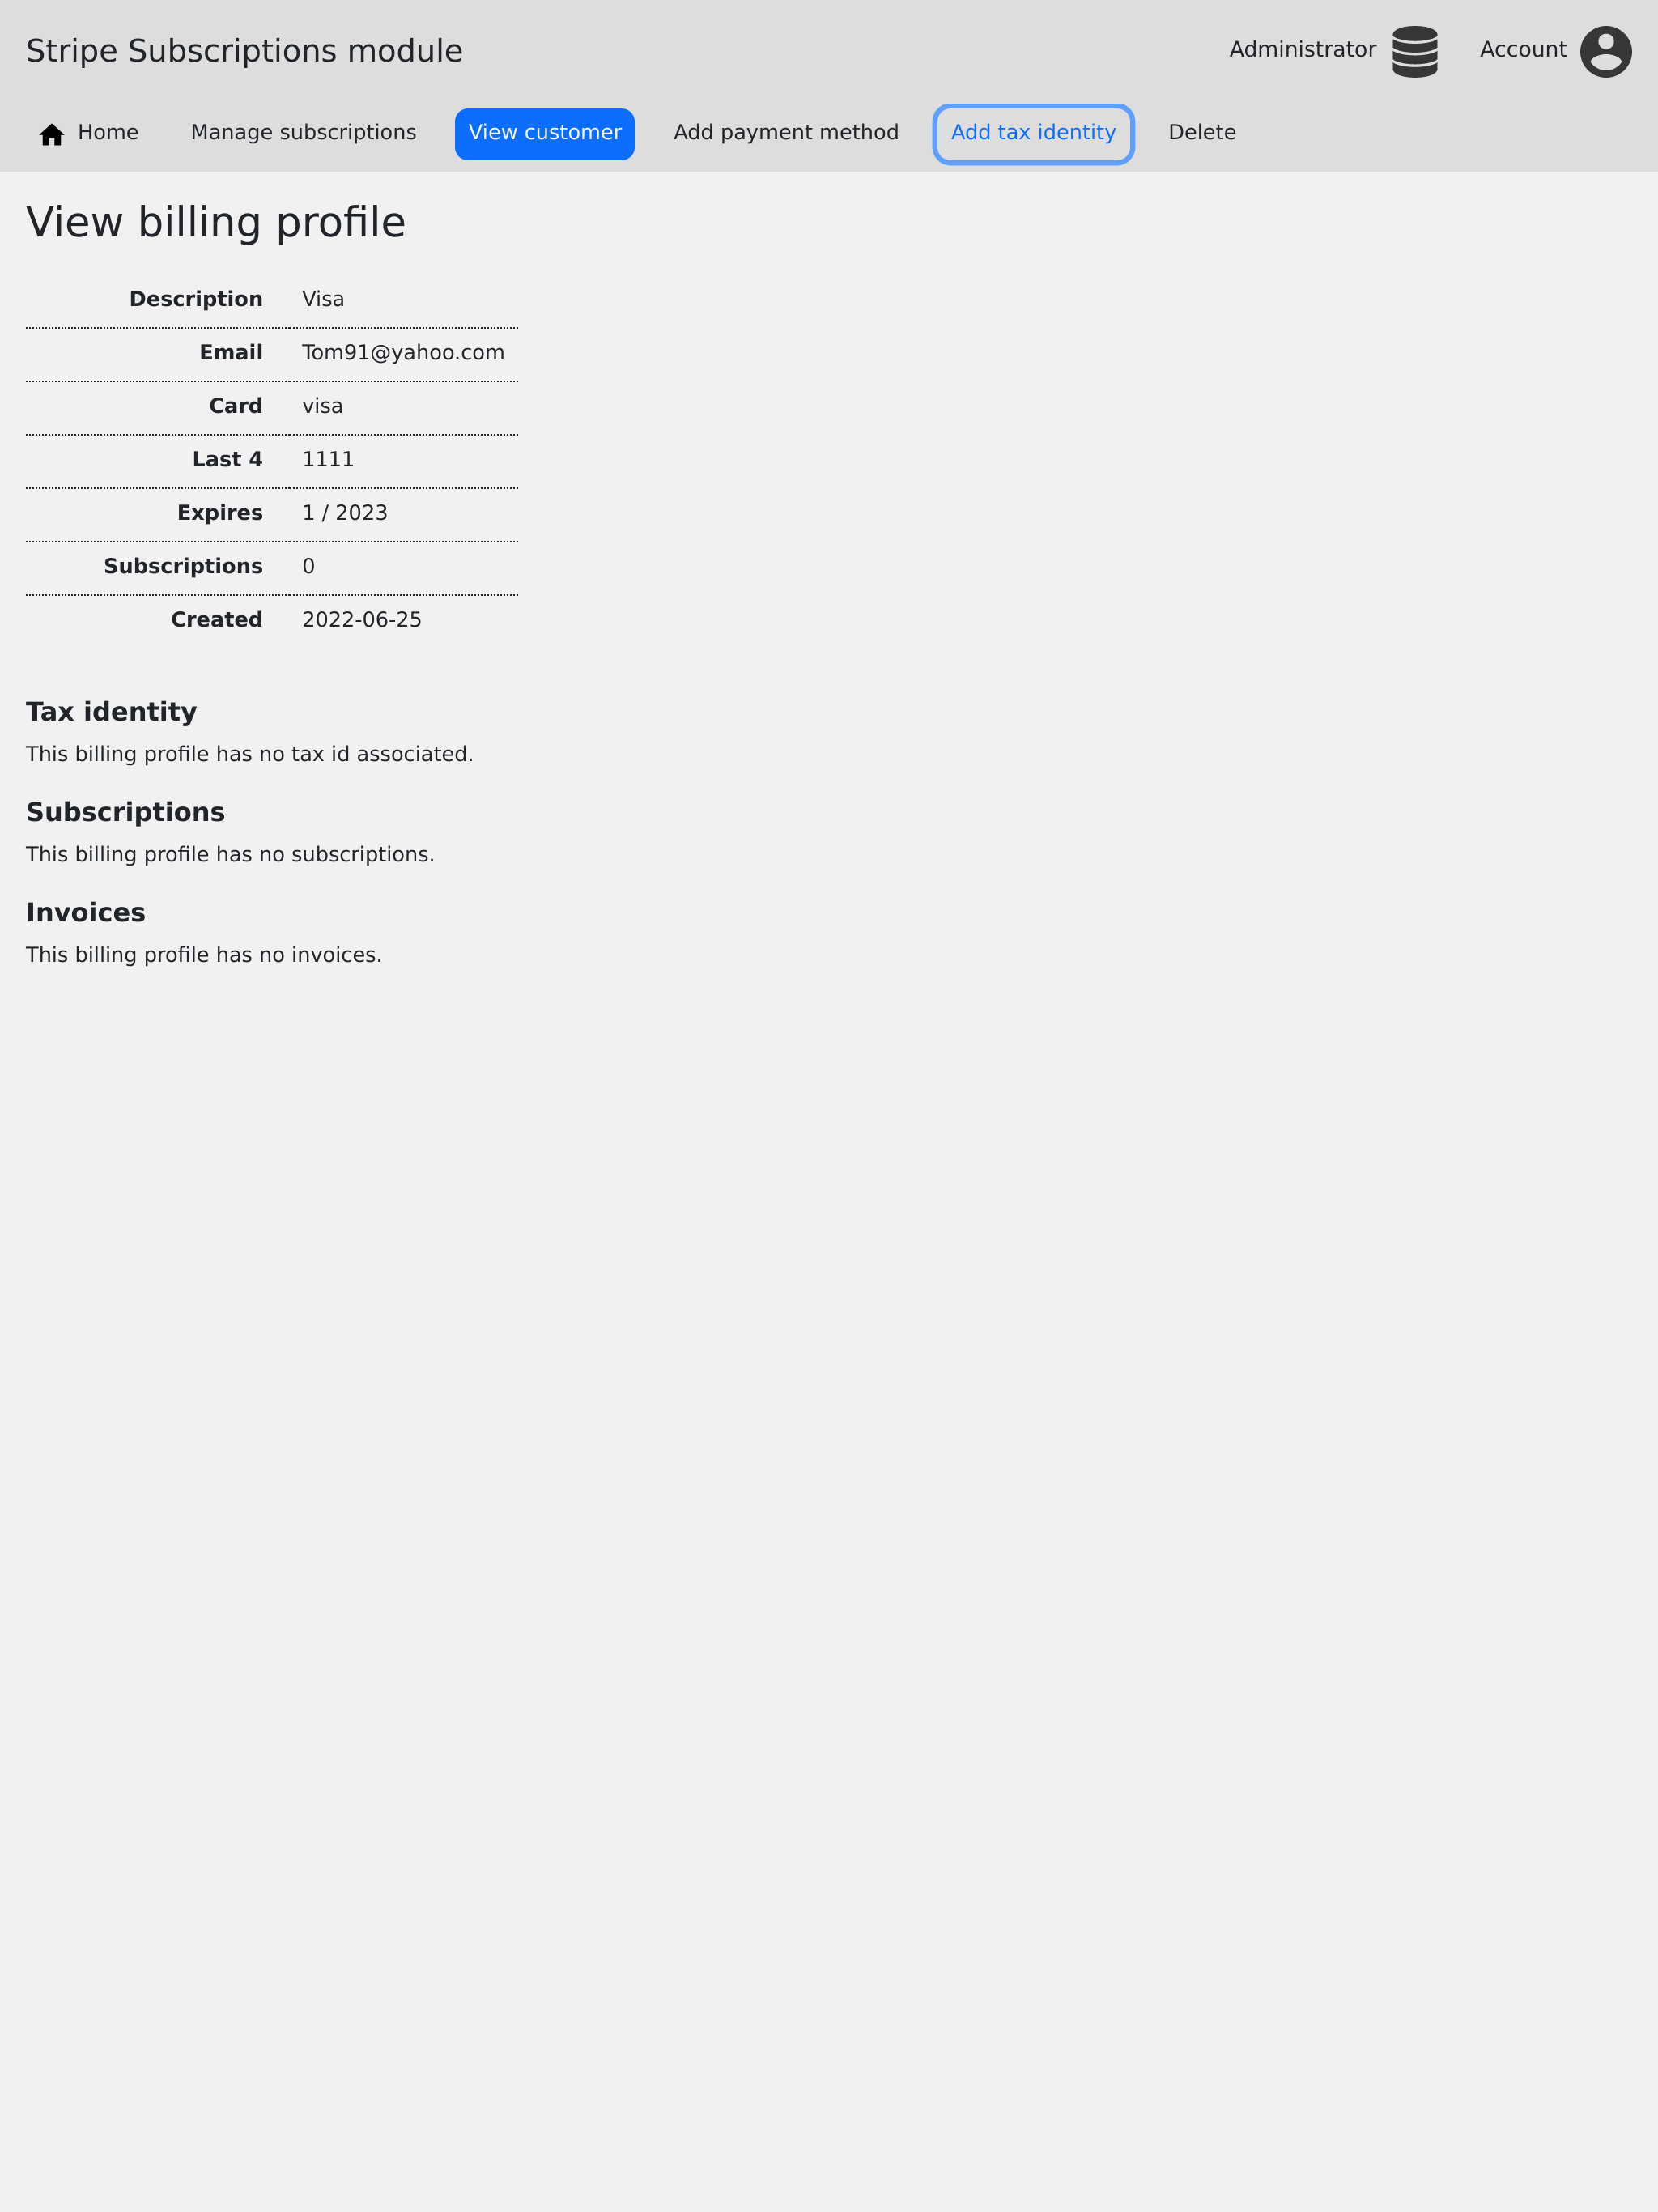 Stripe Subscriptions module
Administrator
Account
Home
Manage subscriptions
View customer
Add payment method
Add tax identity
Delete
View billing profile
Description Visa
Email Tom91@yahoo.com
Card visa
Last 4 1111
Expires 1 / 2023
Subscriptions 0
Created 2022-06-25
Tax identity
This billing profile has no tax id associated.
Subscriptions
This billing profile has no subscriptions.
Invoices
This billing profile has no invoices.